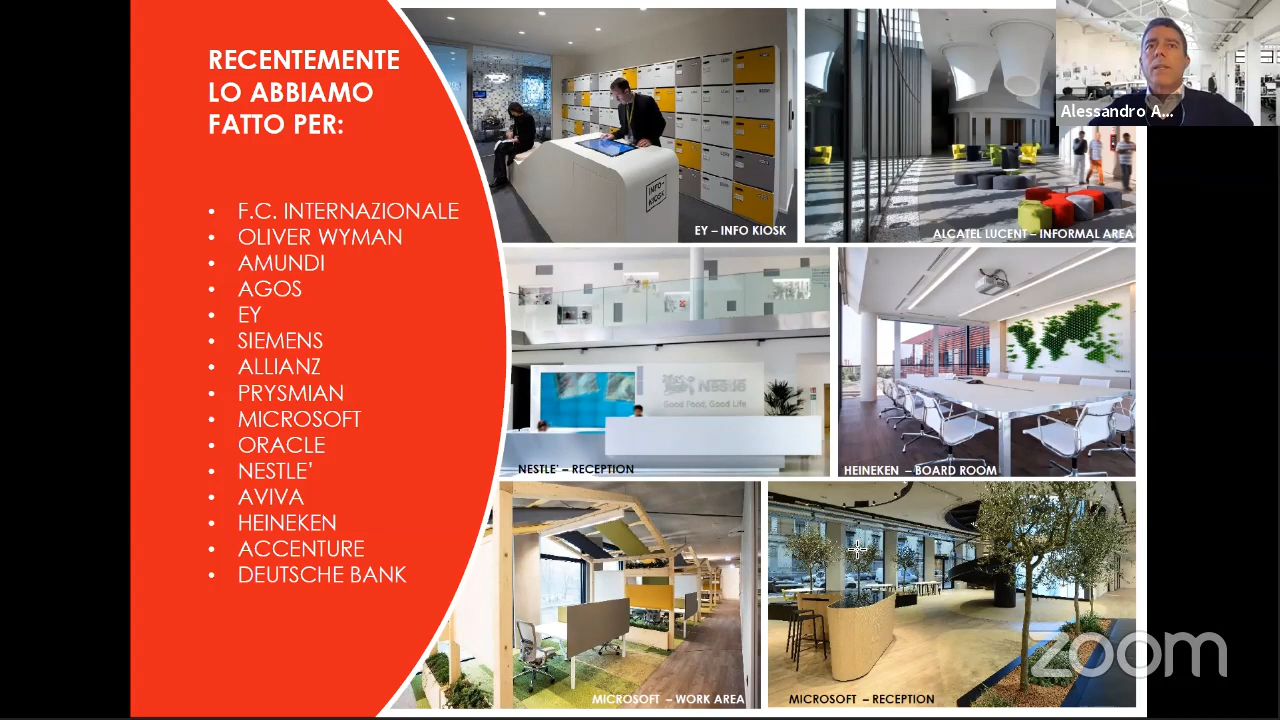 RECENTEMENTE
LO ABBIAMO
FATTO PER:
• F.C. INTERNAZIONALE
• OLIVER WYMAN
• AMUNDI
• AGOS
• EY
• SIEMENS
• ALLIANZ
• PRYSMIAN
• MICROSOFT
• ORACLE
• NESTLE’
• AVIVA
• HEINEKEN
• ACCENTURE
• DEUTSCHE BANK
INFO-
KIOSK
EY – INFO KIOSK
ALCATEL LUCENT – INFORMAL AREA
Alessandro A...
Nestlé
Good Food, Good Life
NESTLE’ – RECEPTION
HEINEKEN – BOARD ROOM
MICROSOFT – WORK AREA
MICROSOFT – RECEPTION
zoom